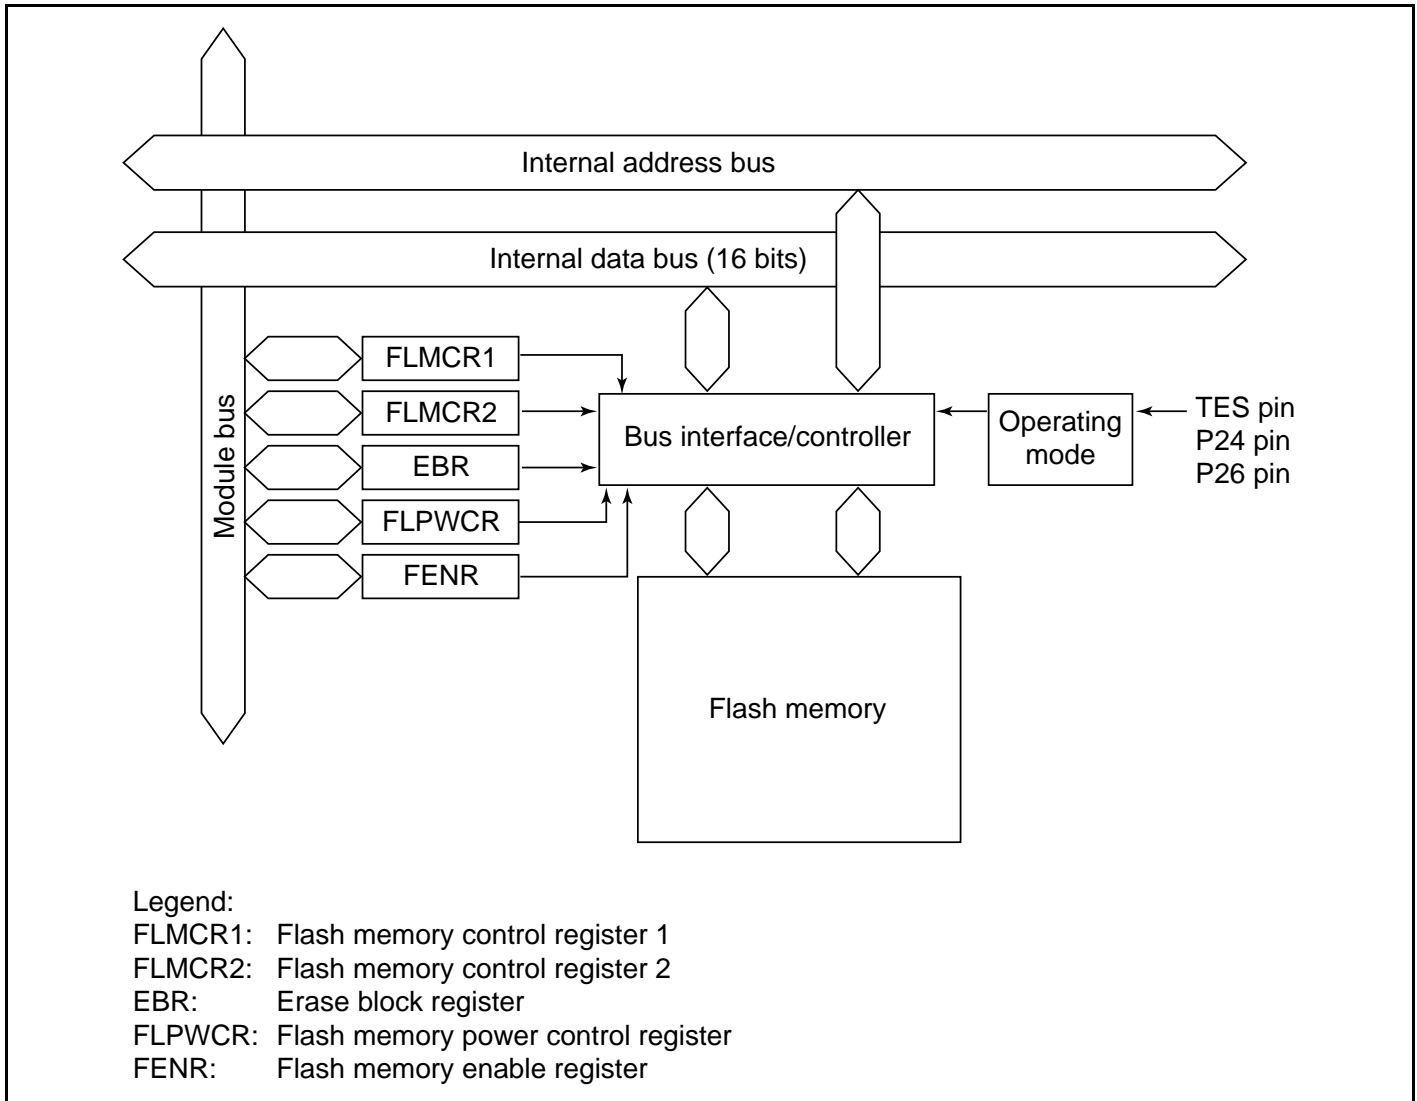 Internal address bus
Internal data bus (16 bits)
Module bus
FLMCR1
FLMCR2
EBR
FLPWCR
FENR
Bus interface/controller
Operating
mode
TES pin
P24 pin
P26 pin
Flash memory
Legend:
FLMCR1: Flash memory control register 1
FLMCR2: Flash memory control register 2
EBR: Erase block register
FLPWCR: Flash memory power control register
FENR: Flash memory enable register